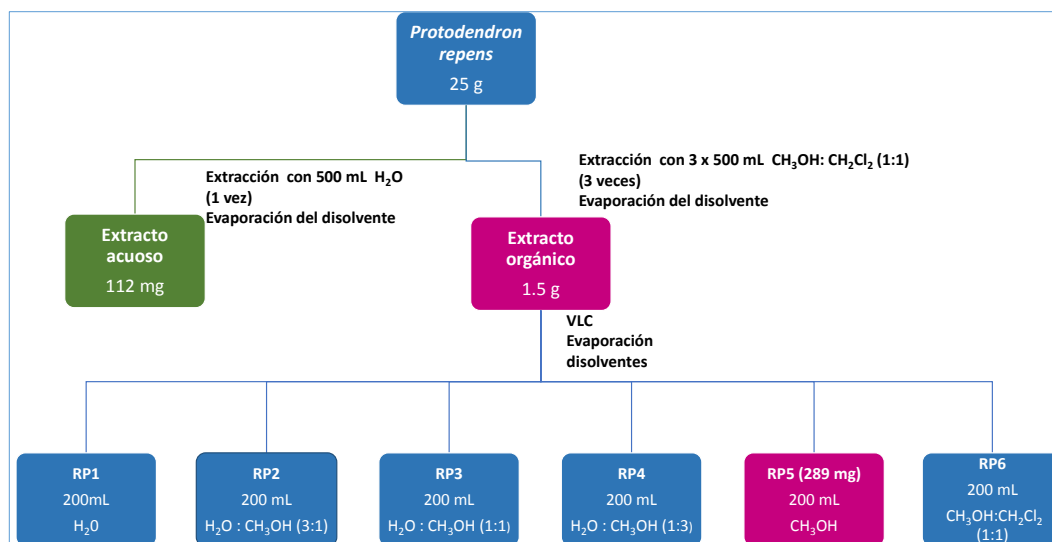 Protodendron
repens
25 g
Extracción con 500 mL H₂O
(1 vez)
Evaporación del disolvente
Extracción con 3 x 500 mL CH₃OH: CH₂Cl₂ (1:1)
(3 veces)
Evaporación del disolvente
Extracto
acuoso
112 mg
Extracto
orgánico
1.5 g
VLC
Evaporación
disolventes
RP1
200mL
H₂0
RP2
200 mL
H₂O : CH₃OH (3:1)
RP3
200 mL
H₂O : CH₃OH (1:1)
RP4
200 mL
H₂O : CH₃OH (1:3)
RP5 (289 mg)
200 mL
CH₃OH
RP6
200 mL
CH₃OH:CH₂Cl₂
(1:1)